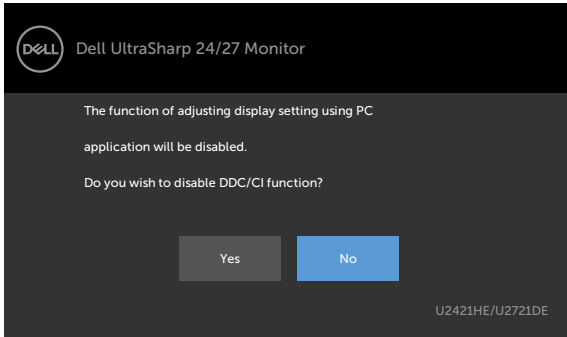 DELL
Dell UltraSharp 24/27 Monitor
The function of adjusting display setting using PC
application will be disabled.
Do you wish to disable DDC/CI function?
Yes No
U2421HE/U2721DE